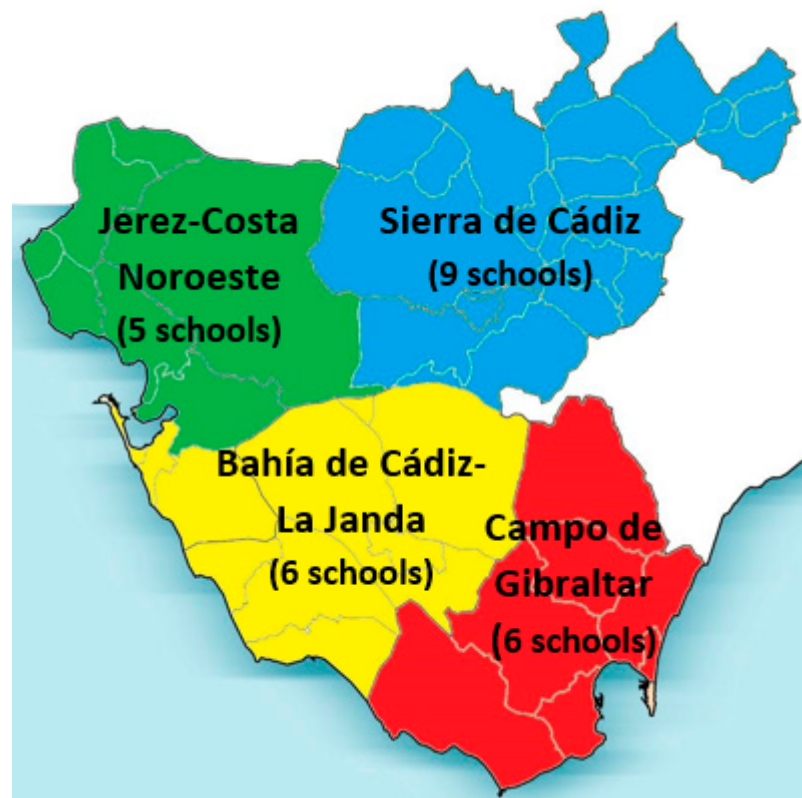 Jerez-Costa
Noroeste
(5 schools)
Sierra de Cádiz
(9 schools)
Bahía de Cádiz-
La Janda
(6 schools)
Campo de
Gibraltar
(6 schools)